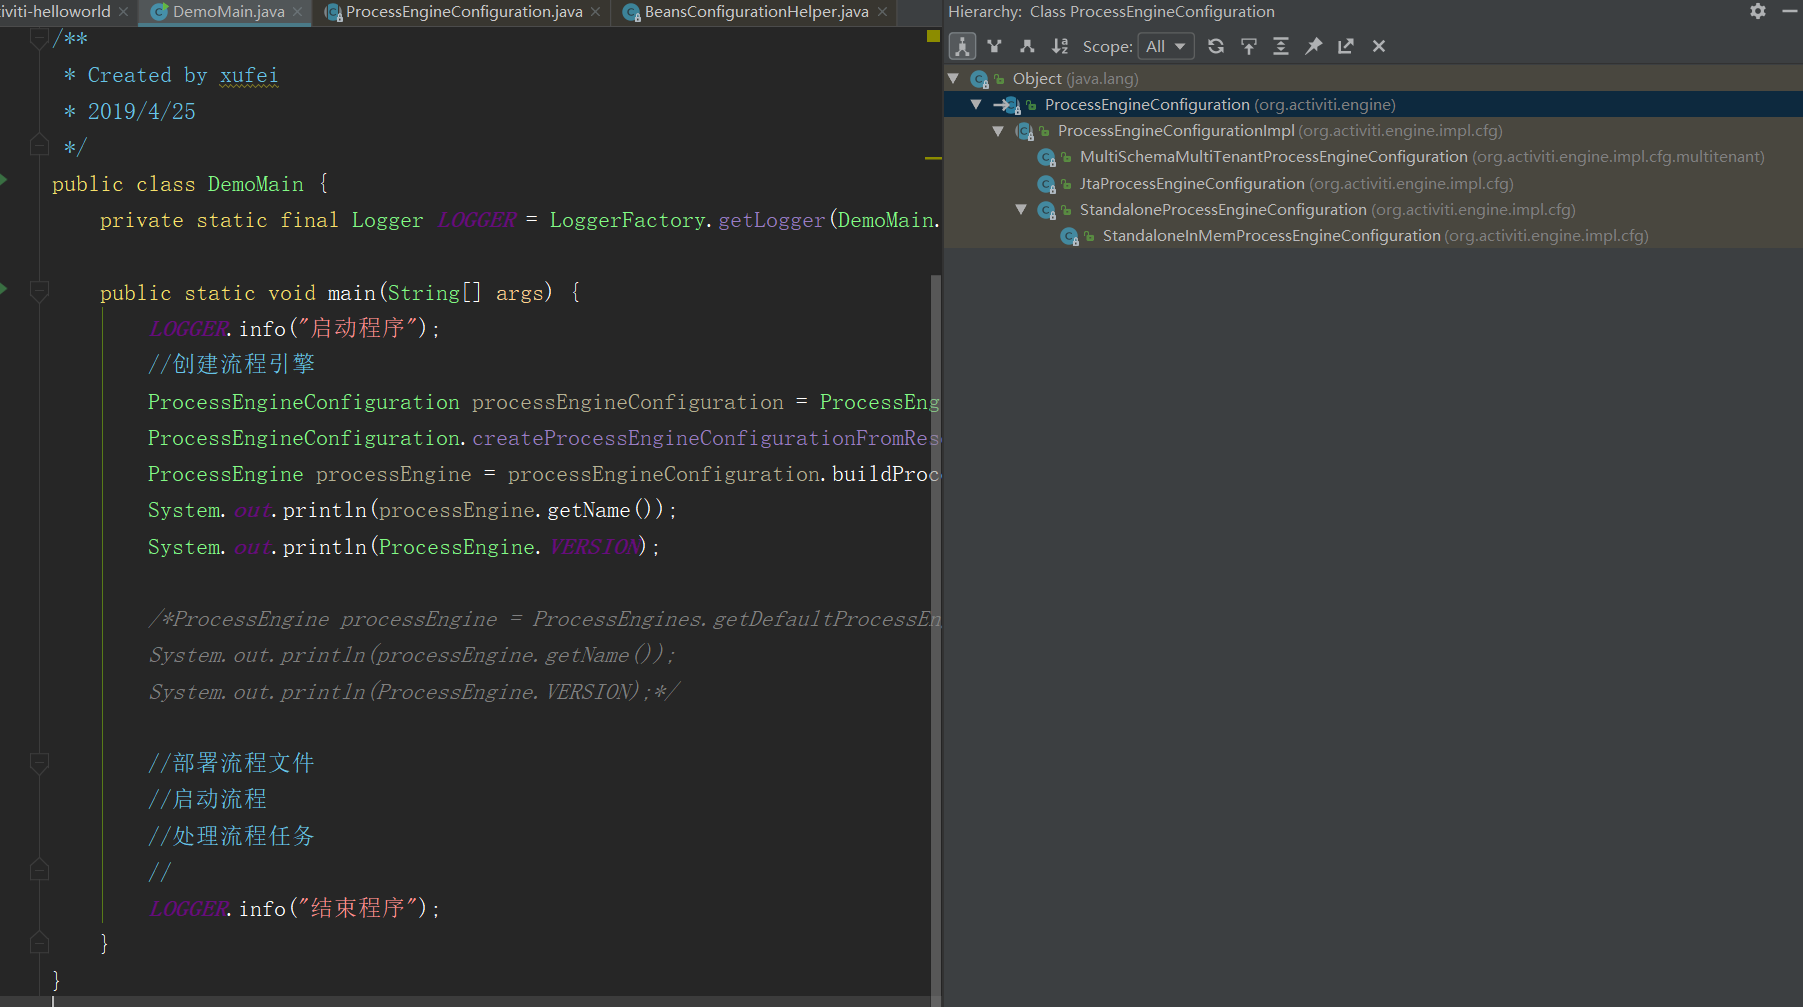 iviti-helloworld
DemoMain.java
ProcessEngineConfiguration.java
BeansConfigurationHelper.java
/**
 * Created by xufei
 * 2019/4/25
 */
public class DemoMain {
    private static final Logger LOGGER = LoggerFactory.getLogger(DemoMain.
    public static void main(String[] args) {
        LOGGER.info("启动程序");
        //创建流程引擎
        ProcessEngineConfiguration processEngineConfiguration = ProcessEng
        ProcessEngineConfiguration.createProcessEngineConfigurationFromRes
        ProcessEngine processEngine = processEngineConfiguration.buildProc
        System.out.println(processEngine.getName());
        System.out.println(ProcessEngine.VERSION);
        /*ProcessEngine processEngine = ProcessEngines.getDefaultProcessEn
        System.out.println(processEngine.getName());
        System.out.println(ProcessEngine.VERSION);*/
        //部署流程文件
        //启动流程
        //处理流程任务
        //
        LOGGER.info("结束程序");
    }
}
Hierarchy: Class ProcessEngineConfiguration
Scope: All
Object (java.lang)
ProcessEngineConfiguration (org.activiti.engine)
ProcessEngineConfigurationImpl (org.activiti.engine.impl.cfg)
MultiSchemaMultiTenantProcessEngineConfiguration (org.activiti.engine.impl.cfg.multitenant)
JtaProcessEngineConfiguration (org.activiti.engine.impl.cfg)
StandaloneProcessEngineConfiguration (org.activiti.engine.impl.cfg)
StandaloneInMemProcessEngineConfiguration (org.activiti.engine.impl.cfg)